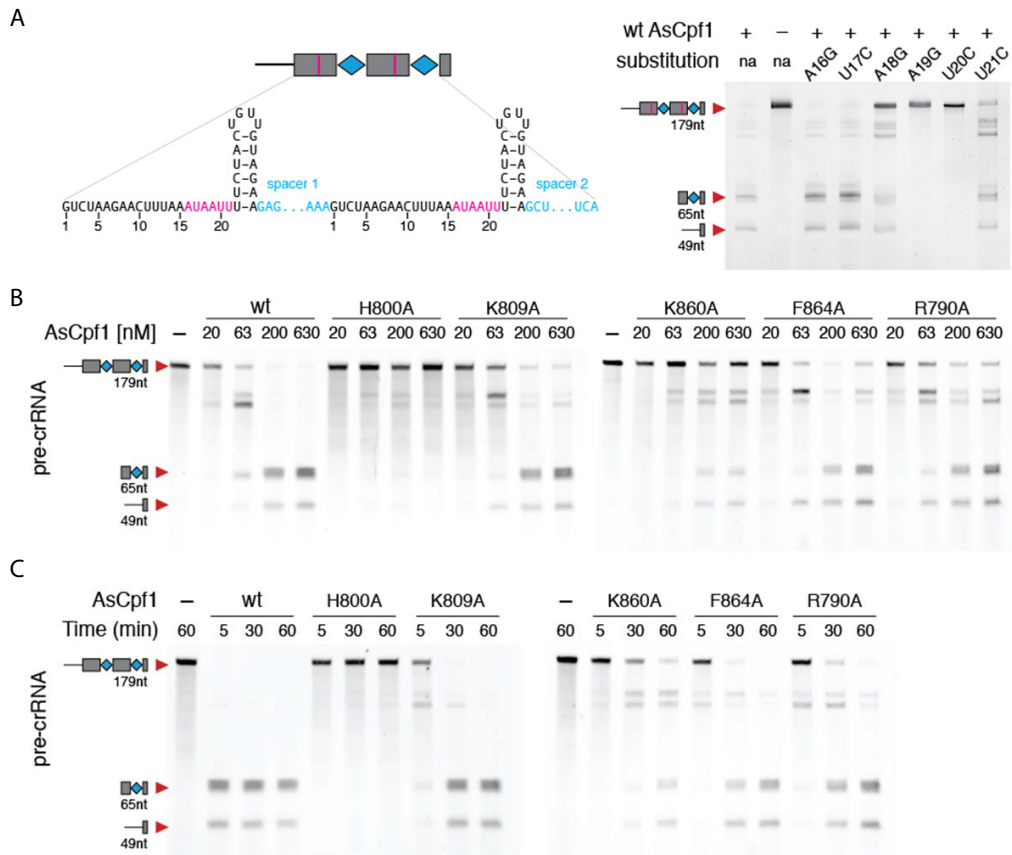 A
wt AsCpf1 + − + + + + + +
substitution na na A16G U17C A18G A19G U20C U21C
G U
U U
C–G
A–U
U–A
C–G
spacer 1 spacer 2
GUCUAAGAACUUUAAAUAAUUU–AGAG...AAAGUCUAAGAACUUUAAAUAAUUU–AGCU...UCA
1 5 10 15 20 1 5 10 15 20
179nt
65nt
49nt
B
wt H800A K809A K860A F864A R790A
AsCpf1 [nM] – 20 63 200 630 20 63 200 630 20 63 200 630 – 20 63 200 630 20 63 200 630 20 63 200 630
179nt
pre-crRNA
65nt
49nt
C
AsCpf1 – wt H800A K809A – K860A F864A R790A
Time (min) 60 5 30 60 5 30 60 5 30 60 60 5 30 60 5 30 60 5 30 60
179nt
pre-crRNA
65nt
49nt